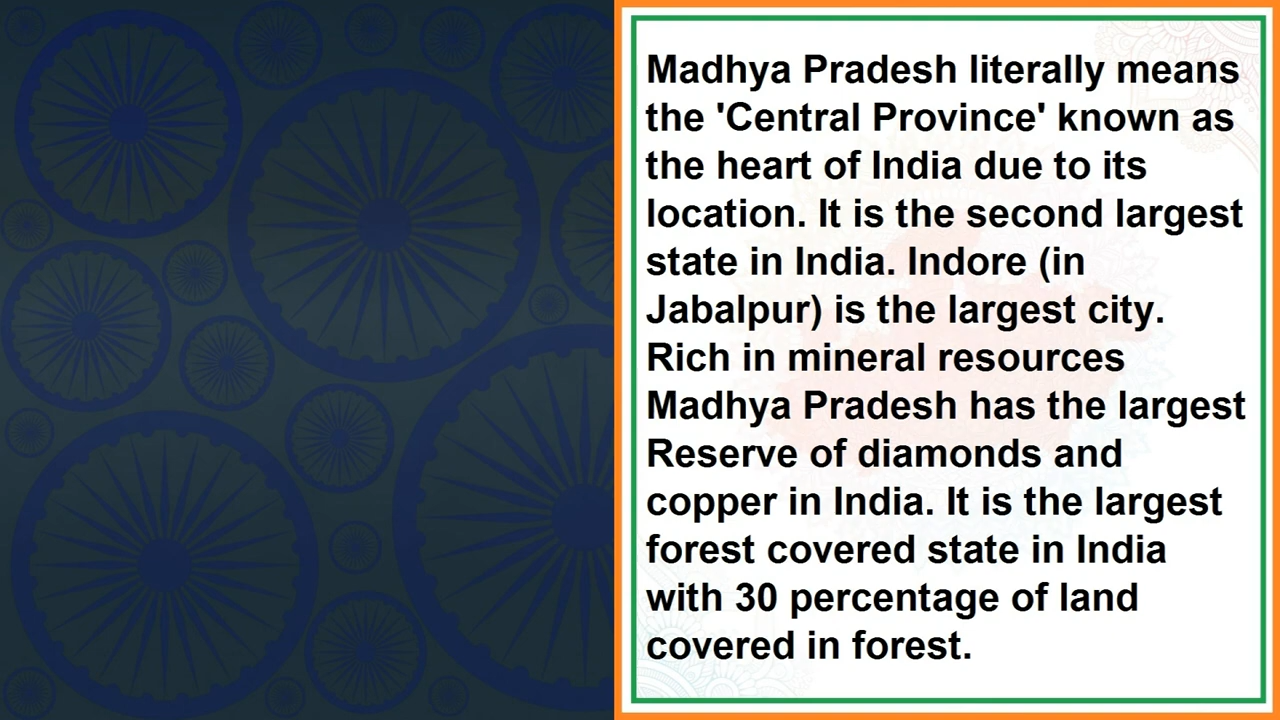 Madhya Pradesh literally means
the 'Central Province' known as
the heart of India due to its
location. It is the second largest
state in India. Indore (in
Jabalpur) is the largest city.
Rich in mineral resources
Madhya Pradesh has the largest
Reserve of diamonds and
copper in India. It is the largest
forest covered state in India
with 30 percentage of land
covered in forest.